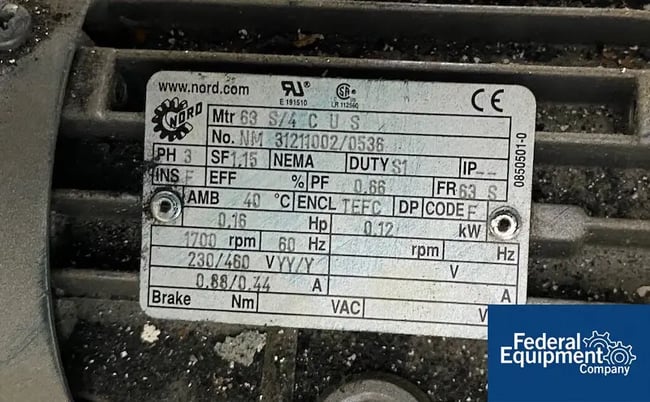 www.nord.com
E 191510
LR 112560
CE
NORD
Mtr 63 S/4 C U S
No. NM 31211002/0536
PH 3 SF 1.15 NEMA DUTY S1 IP--
INS F EFF % PF 0.66 FR 63 S
AMB 40 °C ENCL TEFC DP CODE F
0.16 Hp 0.12 kW
1700 rpm 60 Hz rpm Hz
230/460 V YY/Y V
0.88/0.44 A A
Brake Nm VAC V
0850501-0
Federal
Equipment
Company